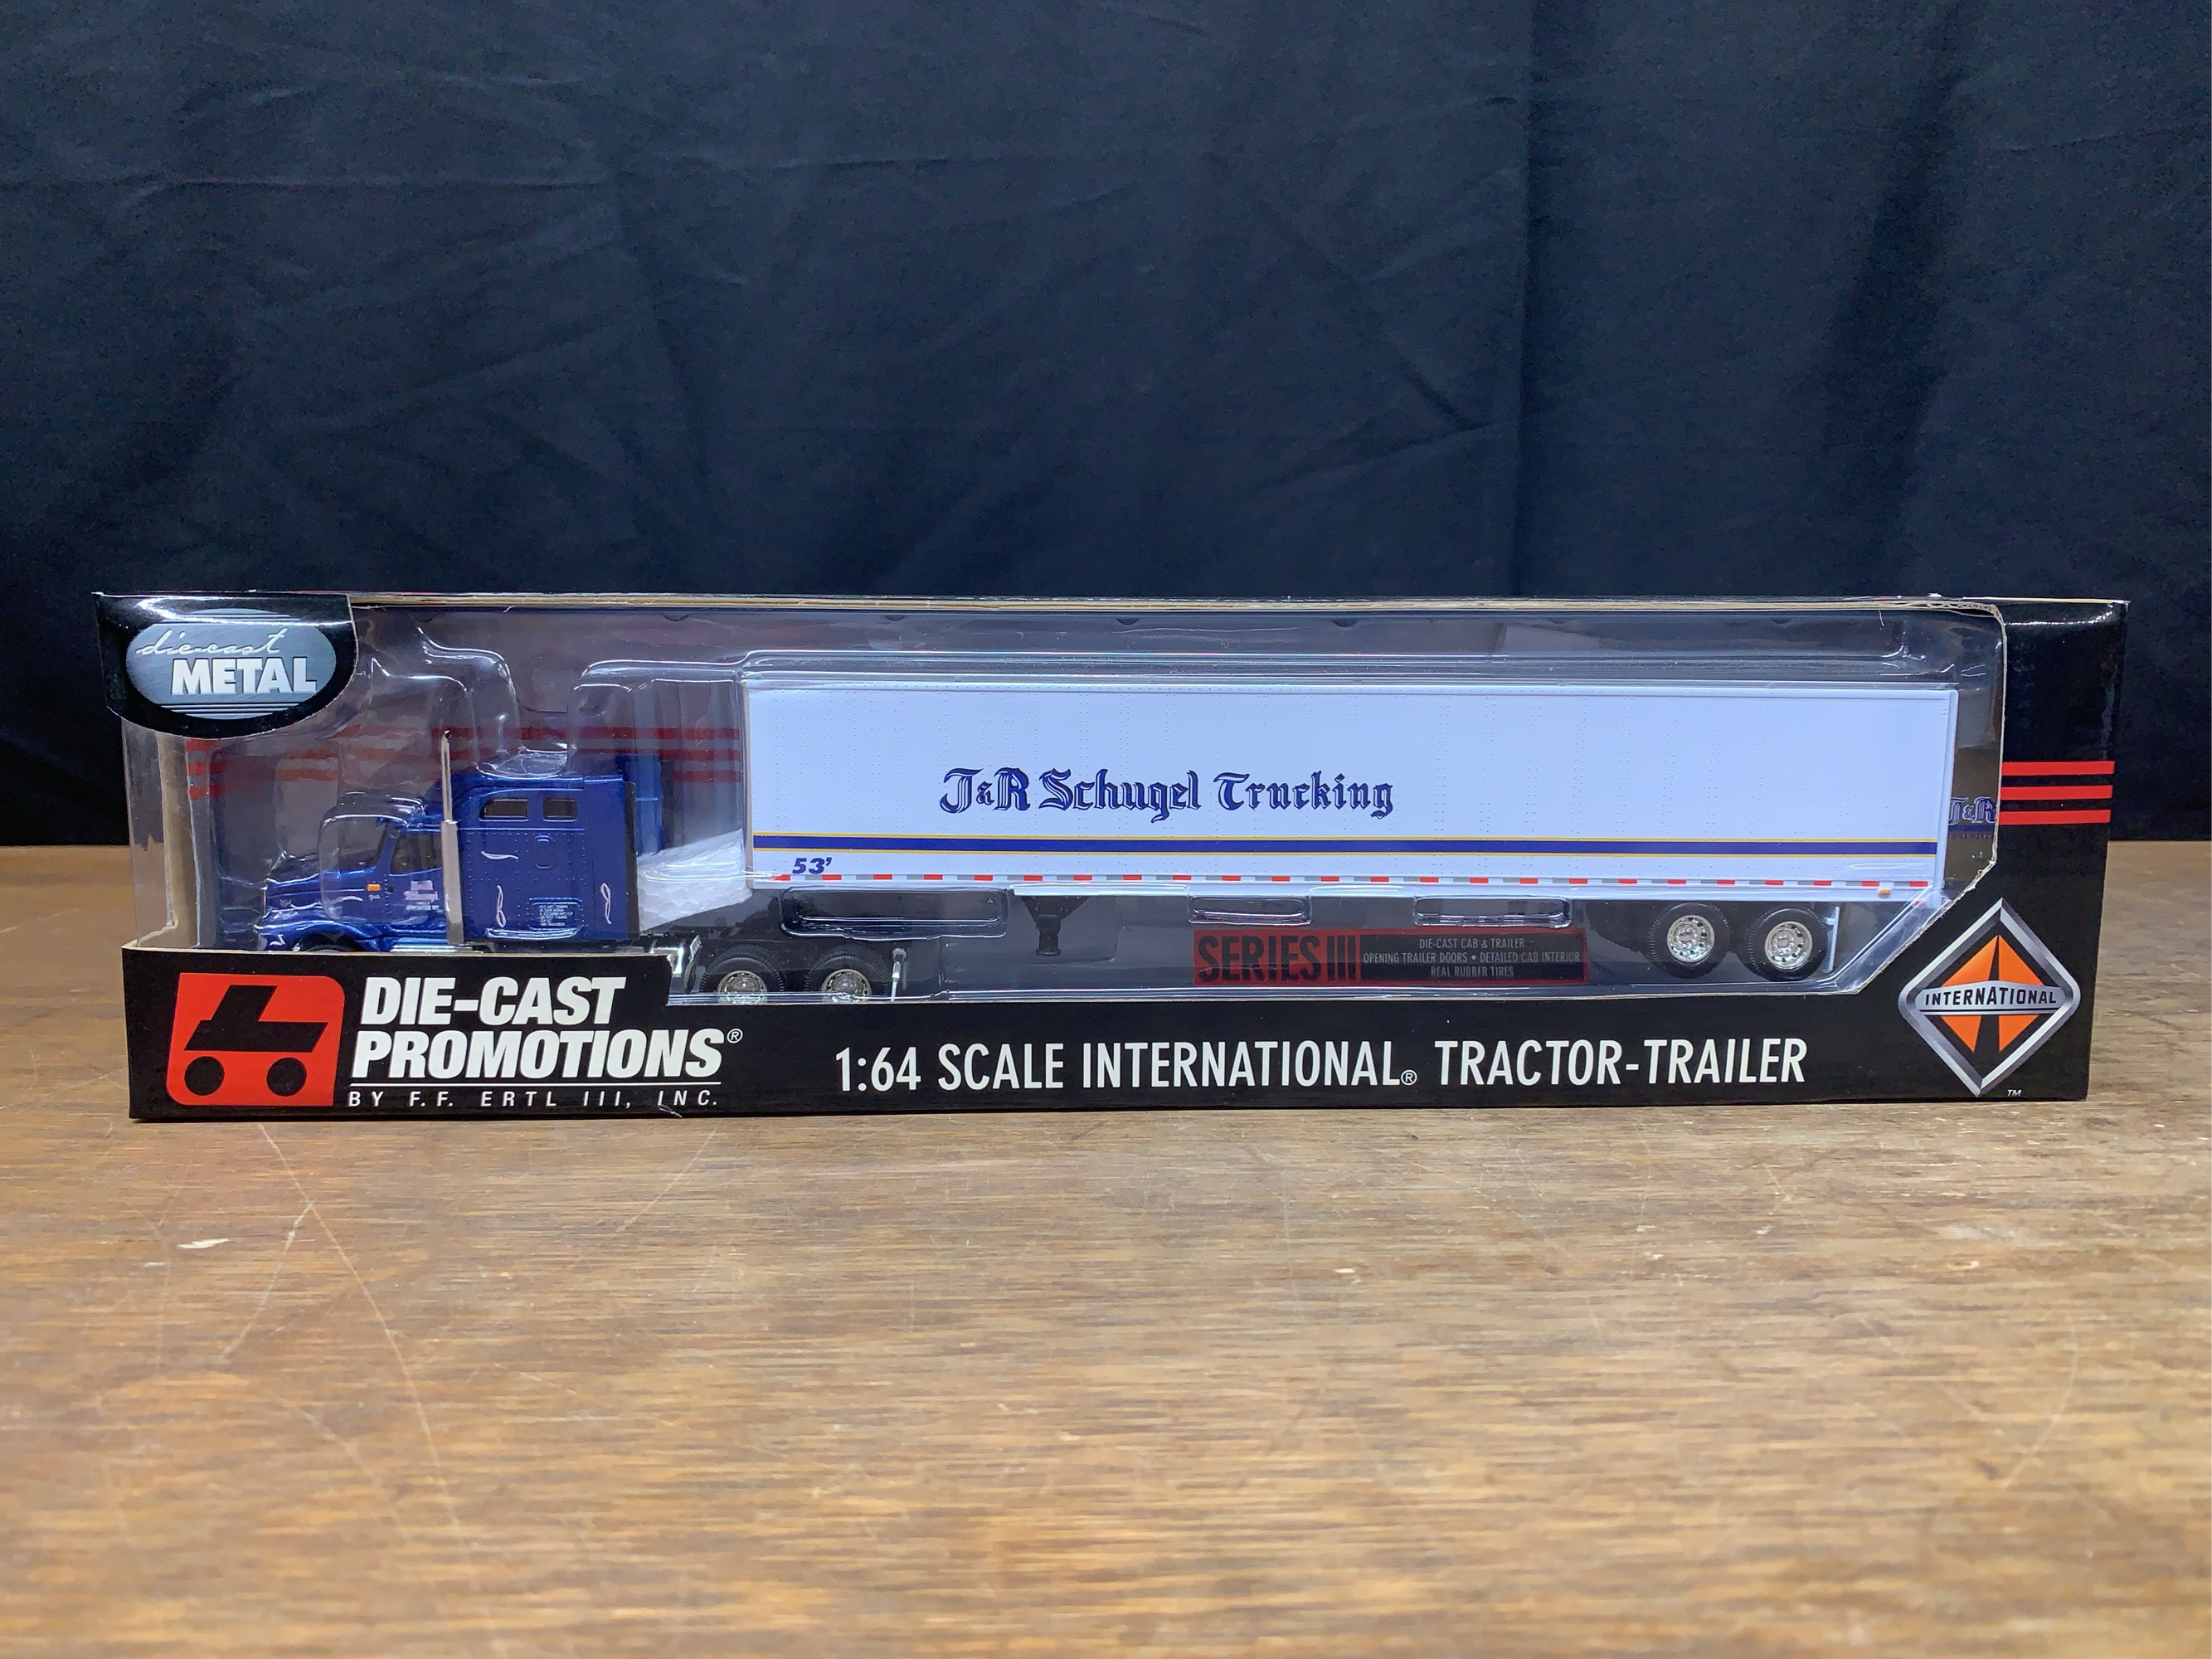 die-cast
METAL
J&R Schugel Trucking
53'
J&R
SERIES III
DIE-CAST CAB & TRAILER
OPENING TRAILER DOORS • DETAILED CAB INTERIOR
REAL RUBBER TIRES
INTERNATIONAL
TM
DIE-CAST
PROMOTIONS®
BY F.F. ERTL III, INC.
1:64 SCALE INTERNATIONAL® TRACTOR-TRAILER